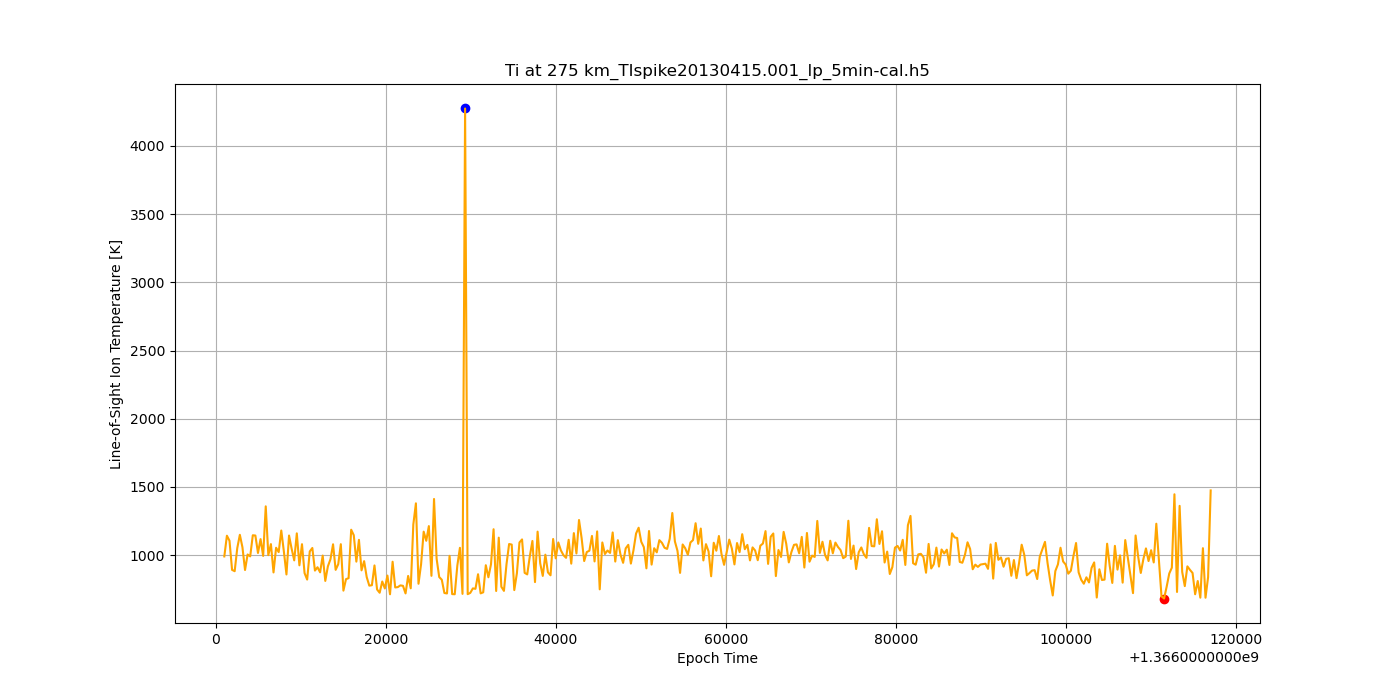 Ti at 275 km_TIspike20130415.001_lp_5min-cal.h5
Line-of-Sight Ion Temperature [K]
4000
3500
3000
2500
2000
1500
1000
0 20000 40000 60000 80000 100000 120000
Epoch Time
+1.3660000000e9